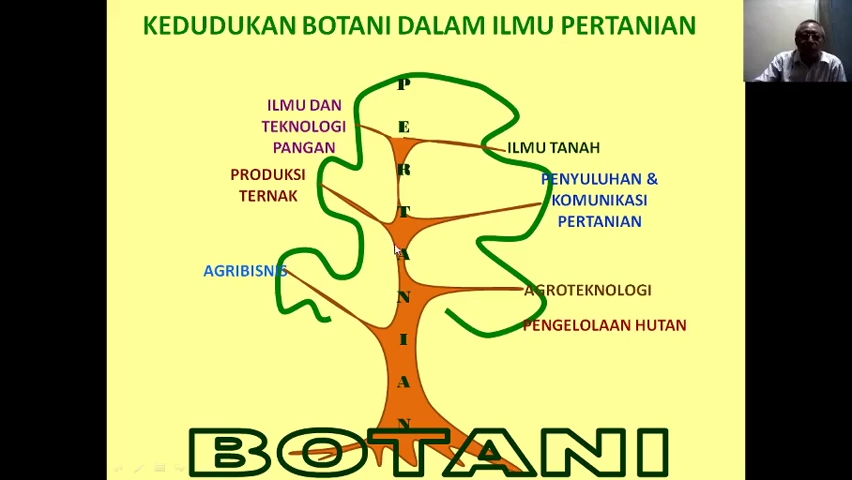 KEDUDUKAN BOTANI DALAM ILMU PERTANIAN
ILMU DAN
TEKNOLOGI
PANGAN
PRODUKSI
TERNAK
AGRIBISNIS
P
E
R
T
A
N
I
A
N
ILMU TANAH
PENYULUHAN &
KOMUNIKASI
PERTANIAN
AGROTEKNOLOGI
PENGELOLAAN HUTAN
BOTANI